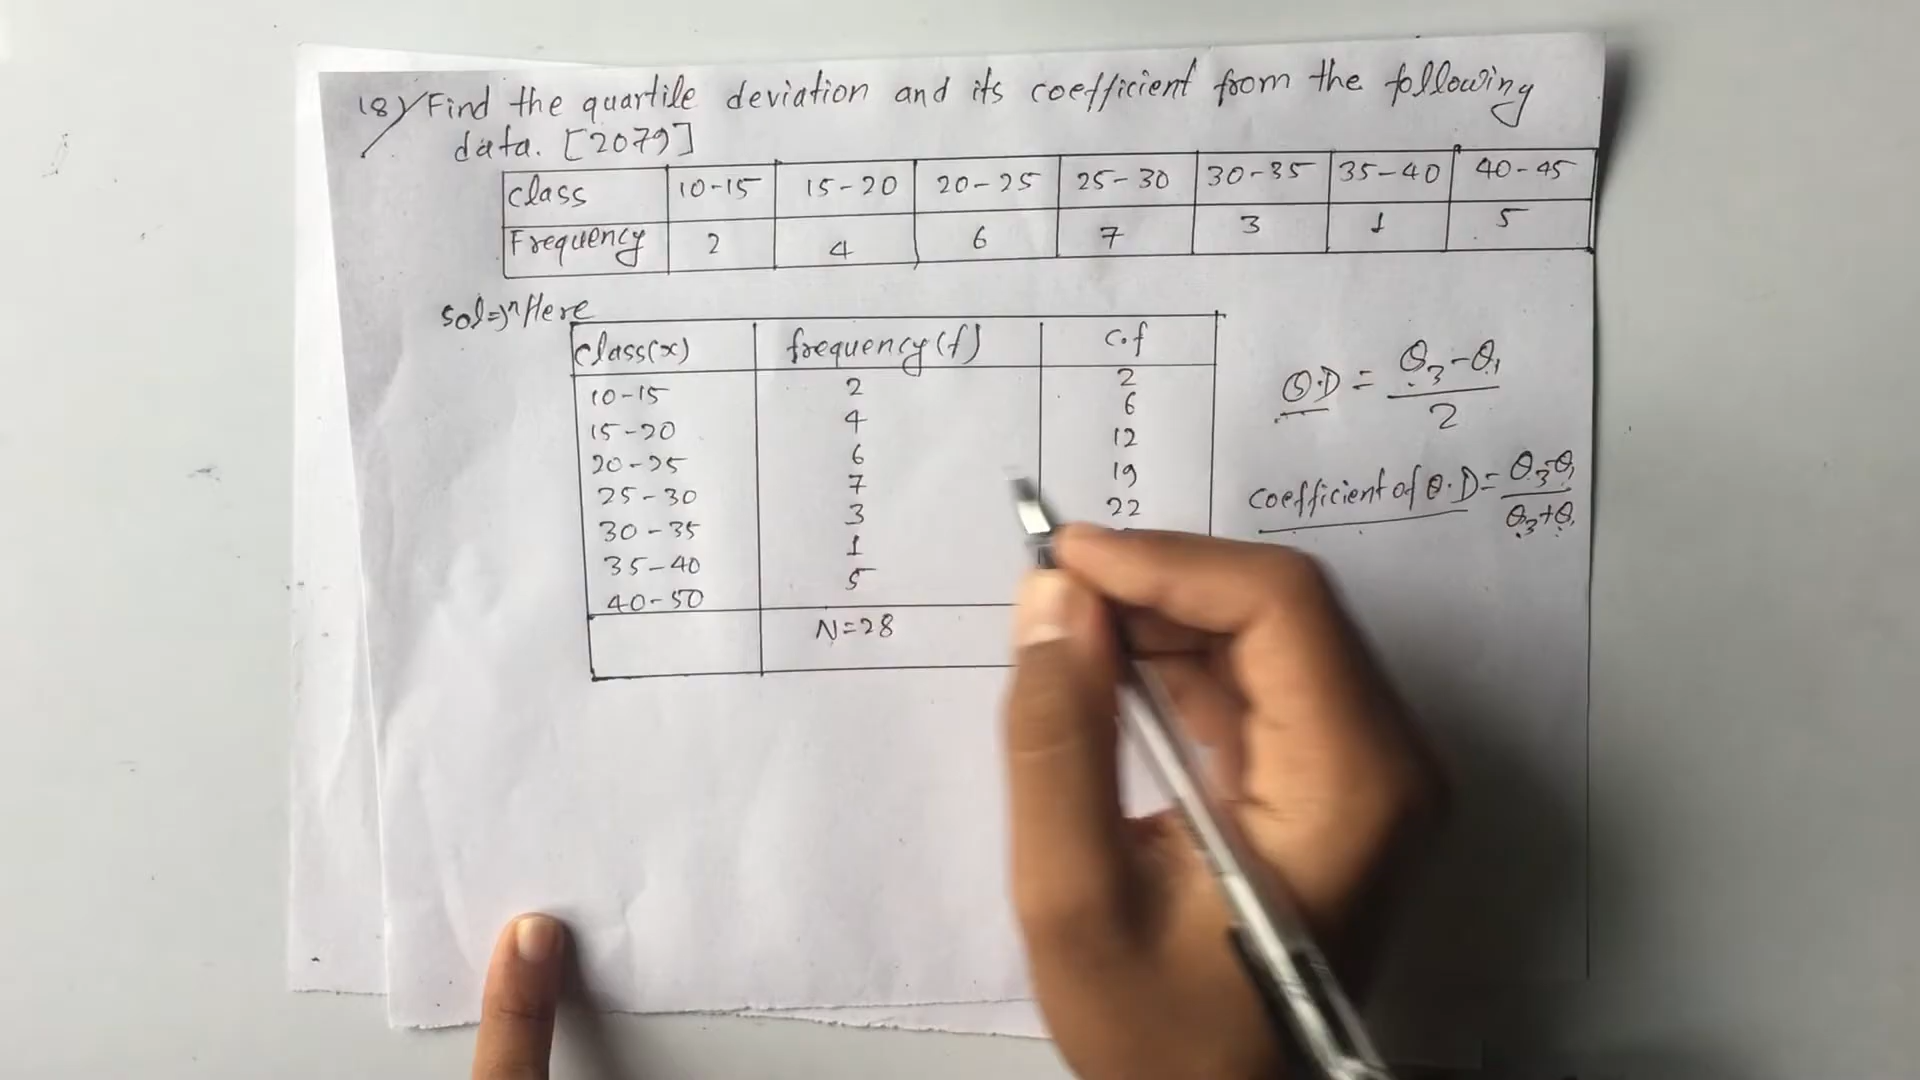 18) Find the quartile deviation and its coefficient from the following
data. [2079]
class 10-15 15-20 20-25 25-30 30-35 35-40 40-45
Frequency 2 4 6 7 3 1 5
Sol=)ⁿ Here
class(x) frequency(f) c.f
10-15 2 2
15-20 4 6
20-25 6 12
25-30 7 19
30-35 3 22
35-40 1
40-50 5
N=28
Q.D = Q₃-Q₁
2
coefficient of Q.D = Q₃-Q₁
Q₃+Q₁